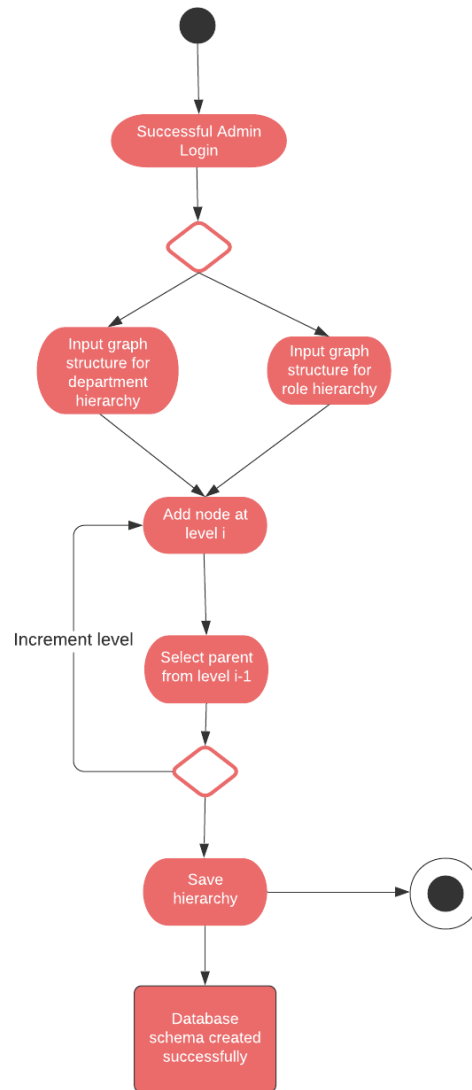 Successful Admin
Login
Input graph
structure for
department
hierarchy
Input graph
structure for
role hierarchy
Add node at
level i
Increment level
Select parent
from level i-1
Save
hierarchy
Database
schema created
successfully